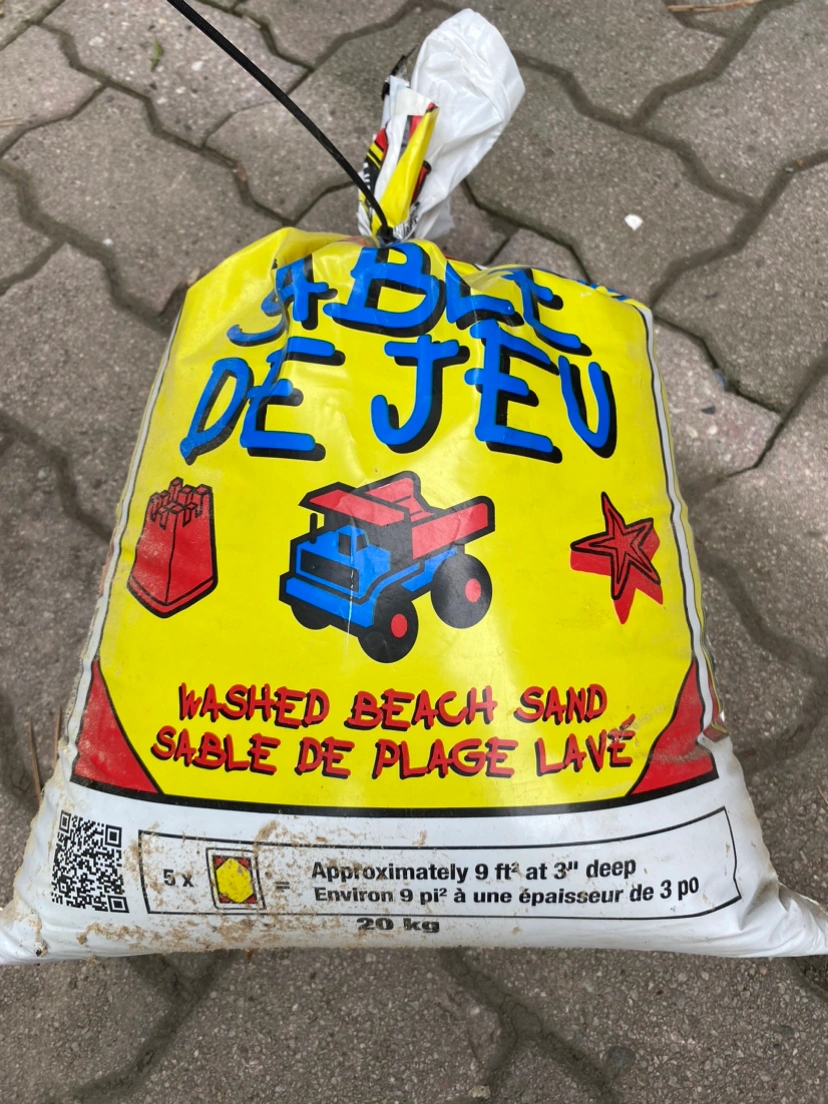 SABLE
DE JEU
WASHED BEACH SAND
SABLE DE PLAGE LAVÉ
5 x = Approximately 9 ft² at 3" deep
Environ 9 pi² à une épaisseur de 3 po
20 kg